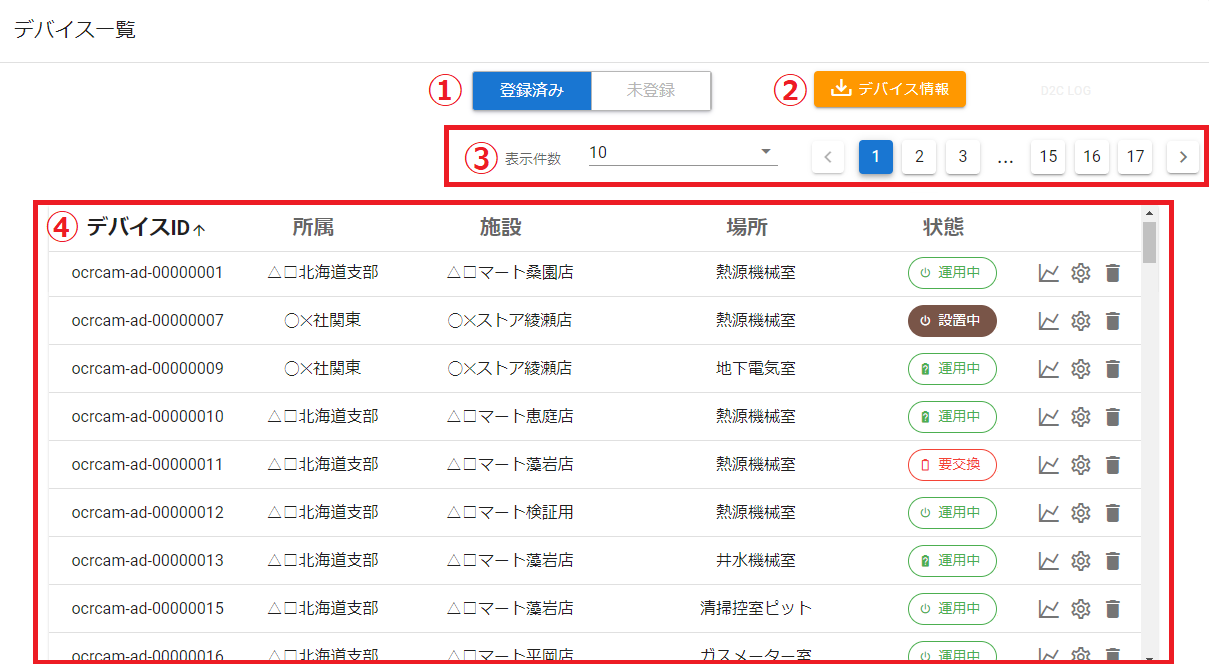 デバイス一覧
① 登録済み 未登録 ② デバイス情報 D2C LOG
③ 表示件数 10 1 2 3 ... 15 16 17
④ デバイスID↑ 所属 施設 場所 状態
ocrcam-ad-00000001 △□北海道支部 △□マート桑園店 熱源機械室 運用中
ocrcam-ad-00000007 〇×社関東 〇×ストア綾瀬店 熱源機械室 設置中
ocrcam-ad-00000009 〇×社関東 〇×ストア綾瀬店 地下電気室 運用中
ocrcam-ad-00000010 △□北海道支部 △□マート恵庭店 熱源機械室 運用中
ocrcam-ad-00000011 △□北海道支部 △□マート藻岩店 熱源機械室 要交換
ocrcam-ad-00000012 △□北海道支部 △□マート検証用 熱源機械室 運用中
ocrcam-ad-00000013 △□北海道支部 △□マート藻岩店 井水機械室 運用中
ocrcam-ad-00000015 △□北海道支部 △□マート藻岩店 清掃控室ピット 運用中
ocrcam-ad-00000016 △□北海道支部 △□マート平岡店 ガスメーター室 運用中